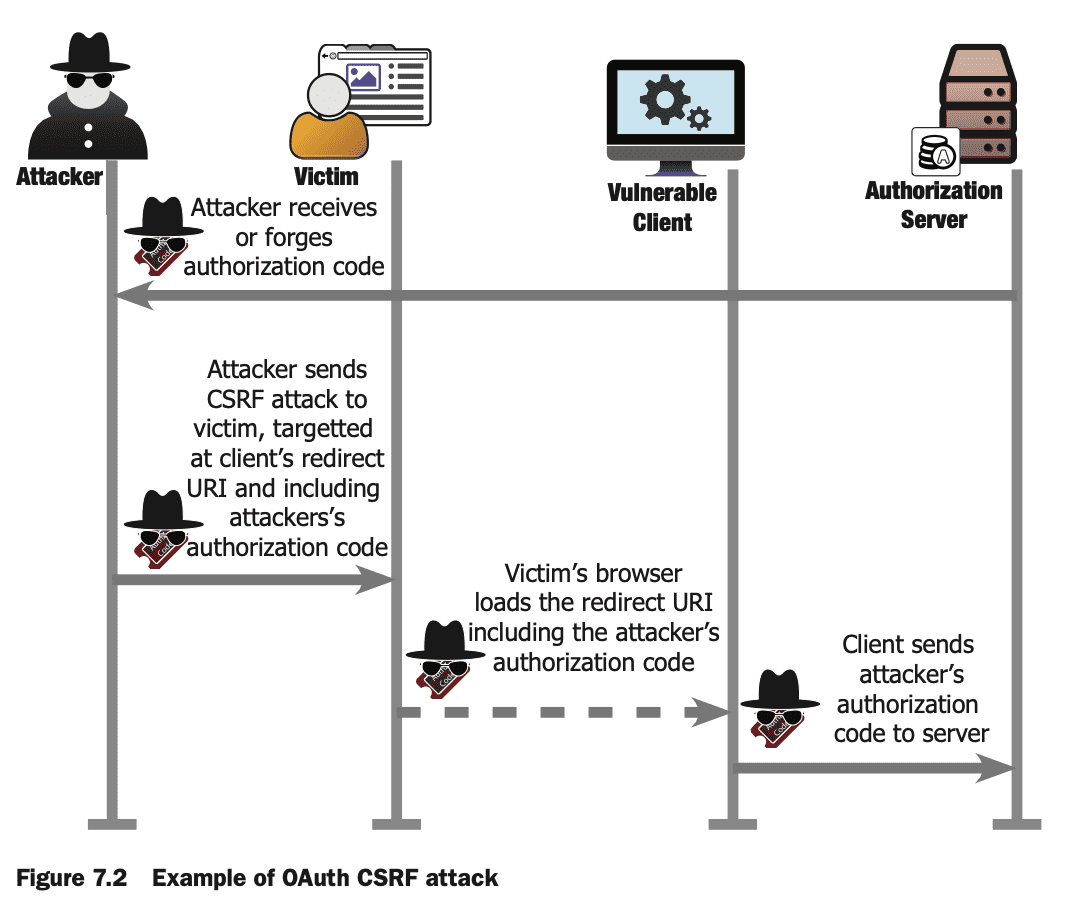 Attacker
Victim
Vulnerable
Client
Authorization
Server
A
Attacker receives
or forges
authorization code
Attacker sends
CSRF attack to
victim, targetted
at client’s redirect
URI and including
attackers’s
authorization code
Victim’s browser
loads the redirect URI
including the attacker’s
authorization code
Client sends
attacker’s
authorization
code to server
Figure 7.2 Example of OAuth CSRF attack